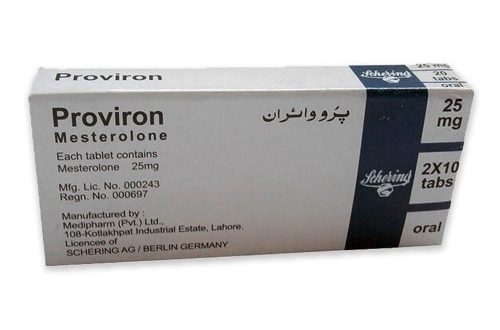 Proviron
Schering
25 mg
20
tabs
oral
Proviron
Mesterolone
پرووائران
Each tablet contains
Mesterolone 25mg
Mfg. Lic. No. 000243
Regn. No. 000697
Manufactured by :
Medipharm (Pvt.) Ltd.,
108-Kotlakhpat Industrial Estate, Lahore.
Licencee of
SCHERING AG / BERLIN GERMANY
Schering
25
mg
2X10
tabs
oral